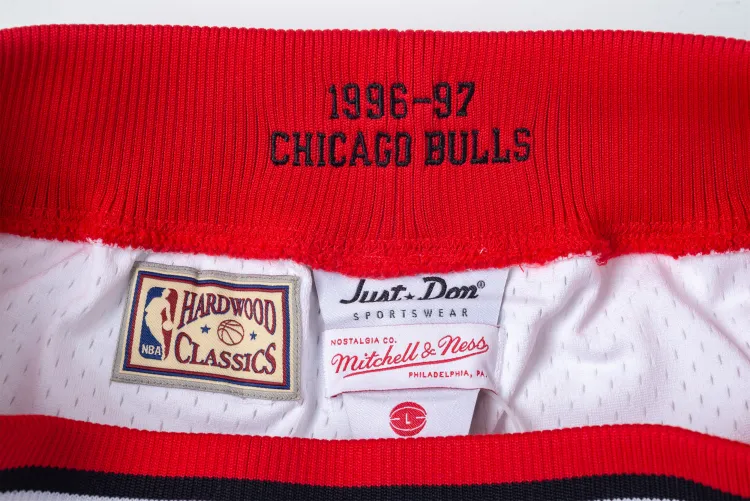 1996-97
CHICAGO BULLS
HARDWOOD
CLASSICS
NBA
Just★Don®
SPORTSWEAR
NOSTALGIA CO.
Mitchell & Ness
PHILADELPHIA, PA.
L